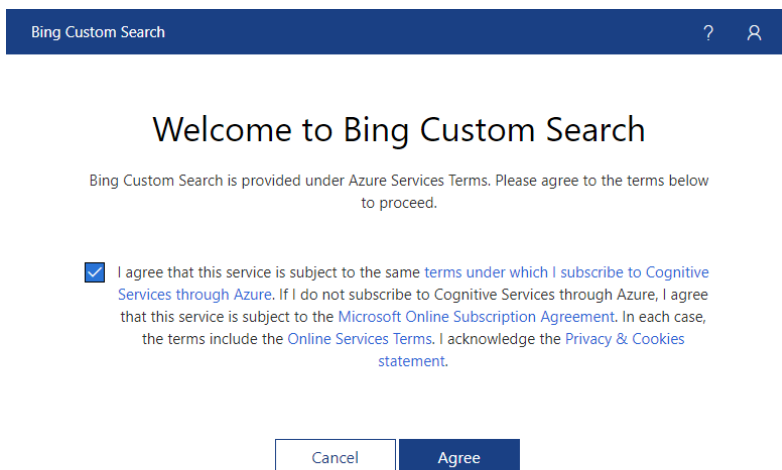 Bing Custom Search ?
Welcome to Bing Custom Search
Bing Custom Search is provided under Azure Services Terms. Please agree to the terms below
to proceed.
I agree that this service is subject to the same terms under which I subscribe to Cognitive
Services through Azure. If I do not subscribe to Cognitive Services through Azure, I agree
that this service is subject to the Microsoft Online Subscription Agreement. In each case,
the terms include the Online Services Terms. I acknowledge the Privacy & Cookies
statement.
Cancel Agree